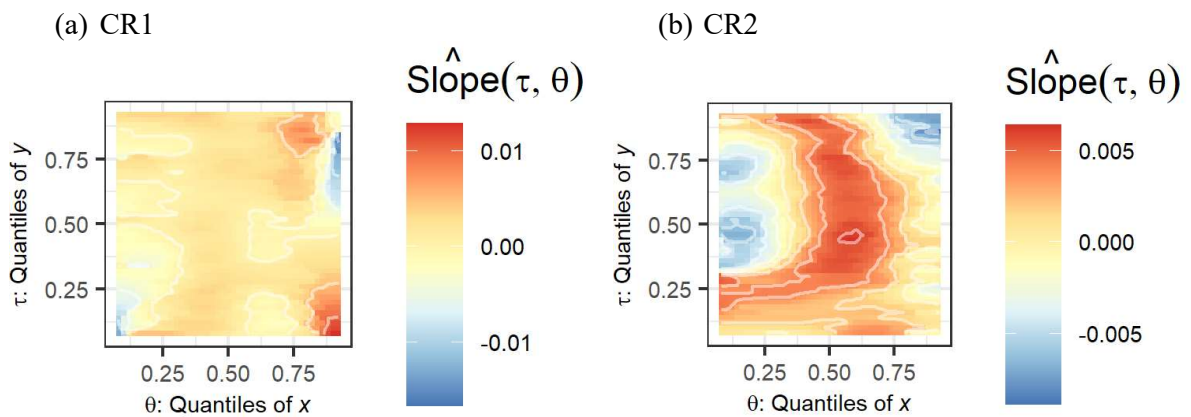 (a) CR1
Slôpe(τ, θ)
0.01
0.00
-0.01
τ: Quantiles of y
0.75
0.50
0.25
0.25 0.50 0.75
θ: Quantiles of x
(b) CR2
Slôpe(τ, θ)
0.005
0.000
-0.005
τ: Quantiles of y
0.75
0.50
0.25
0.25 0.50 0.75
θ: Quantiles of x